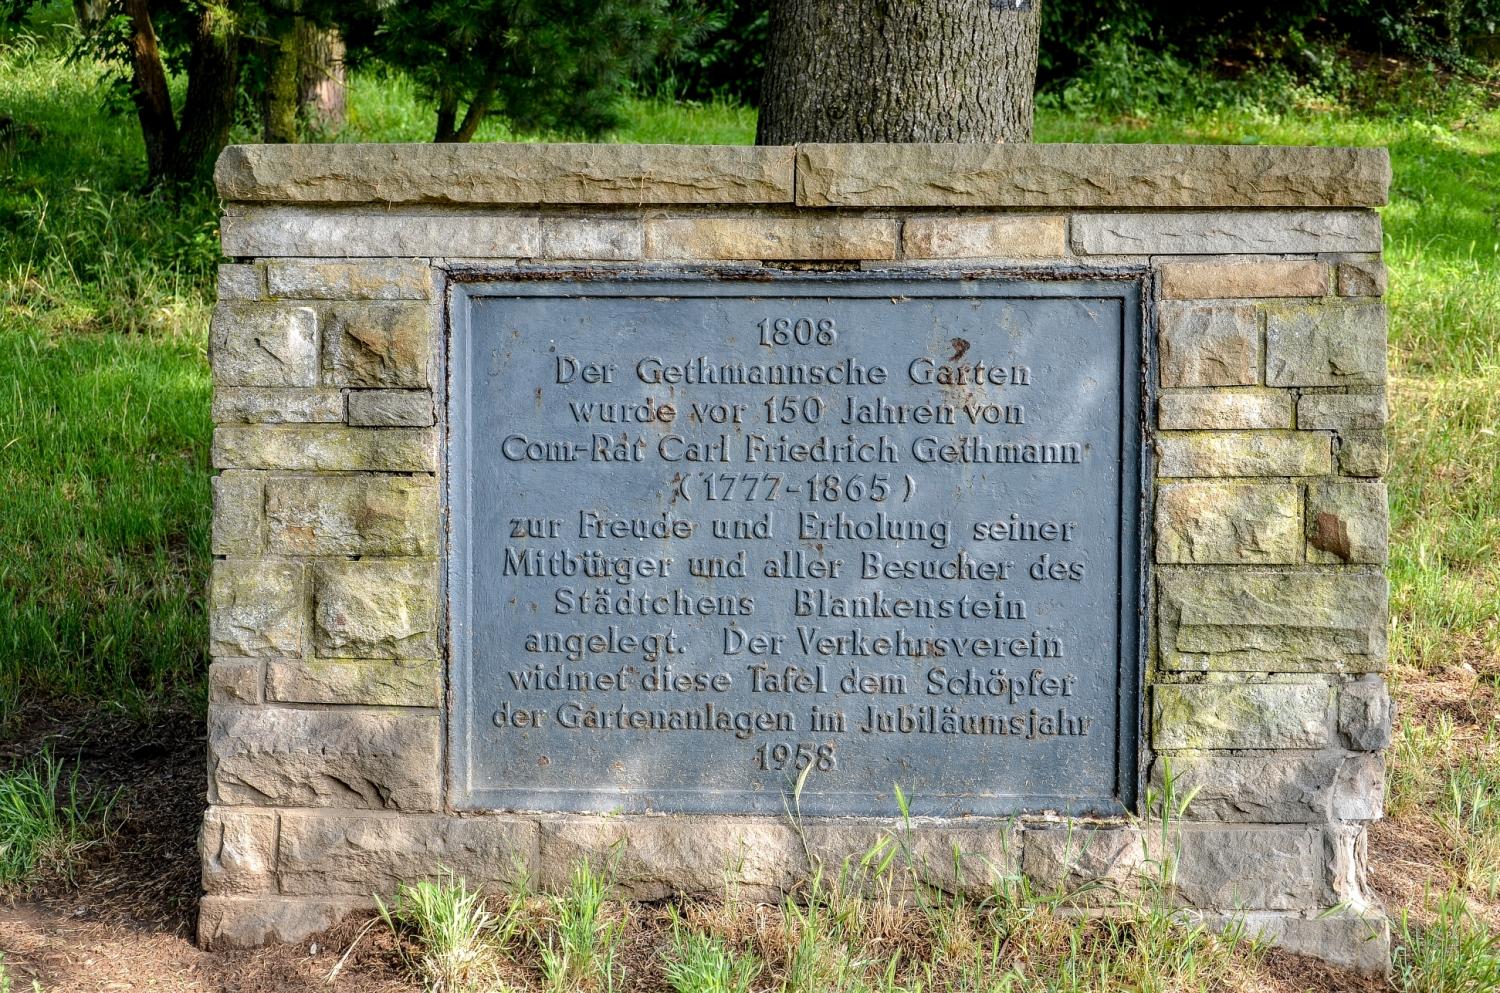 1808
Der Gethmannsche Garten
wurde vor 150 Jahren von
Com.-Rat Carl Friedrich Gethmann
(1777-1865)
zur Freude und Erholung seiner
Mitbürger und aller Besucher des
Städtchens Blankenstein
angelegt. Der Verkehrsverein
widmet diese Tafel dem Schöpfer
der Gartenanlagen im Jubiläumsjahr
1958